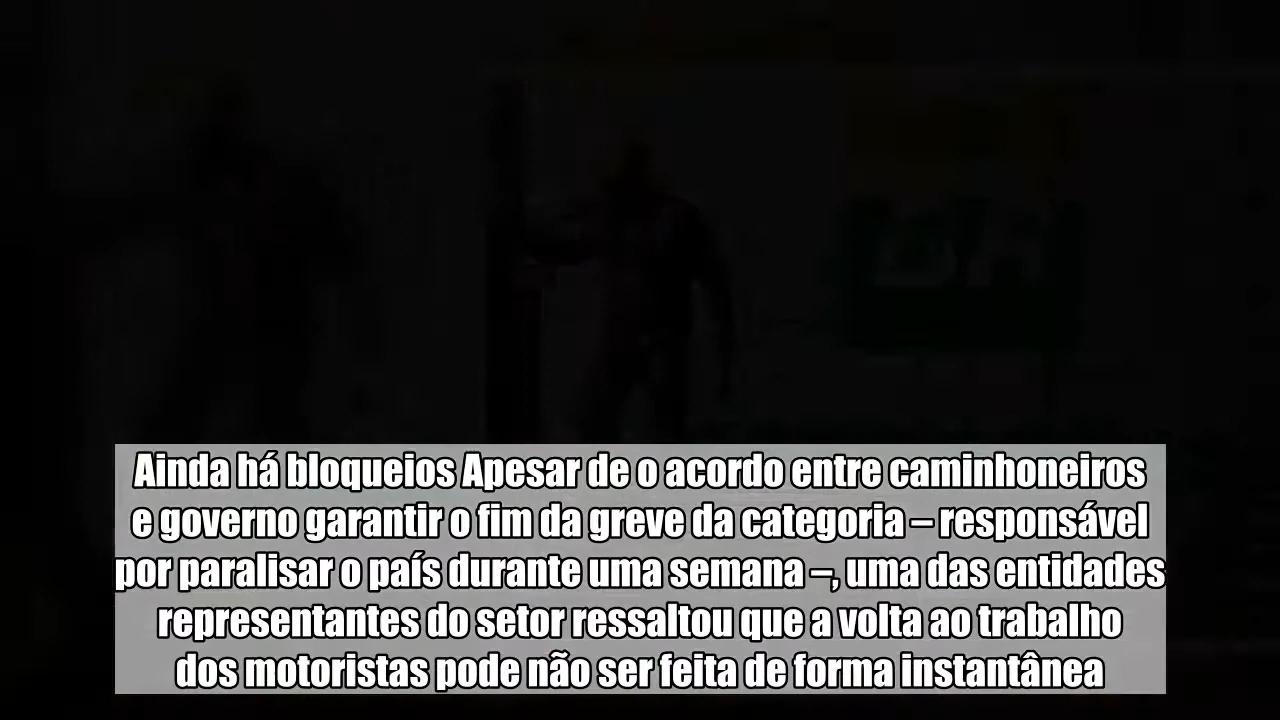 Ainda há bloqueios Apesar de o acordo entre caminhoneiros
e governo garantir o fim da greve da categoria – responsável
por paralisar o país durante uma semana –, uma das entidades
representantes do setor ressaltou que a volta ao trabalho
dos motoristas pode não ser feita de forma instantânea